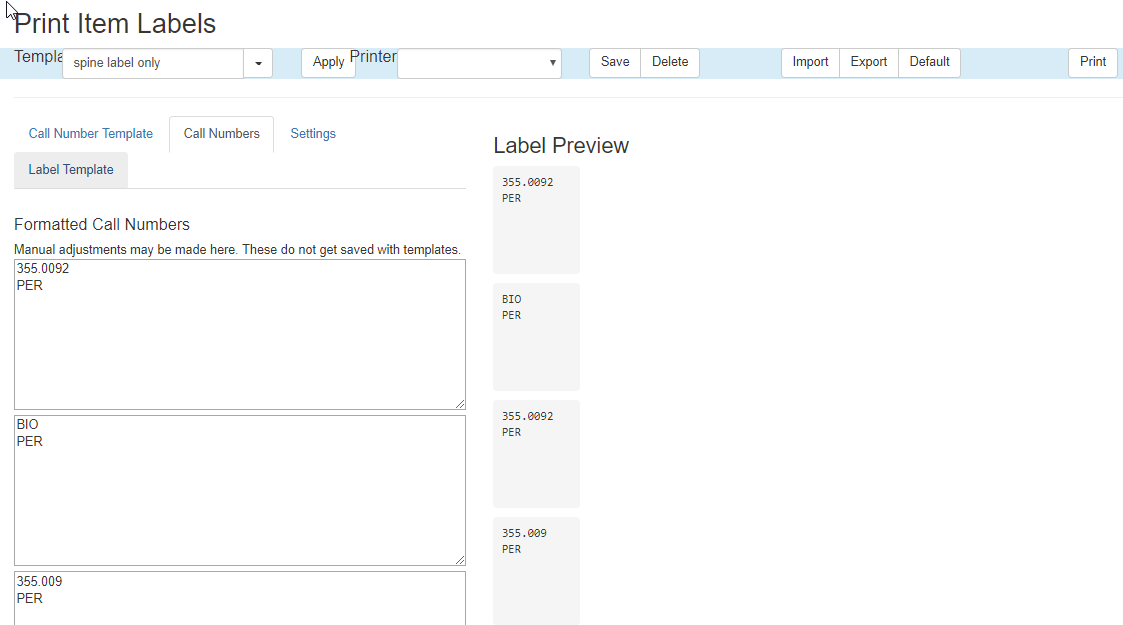 Print Item Labels
Templa spine label only Apply Printer Save Delete Import Export Default Print
Call Number Template Call Numbers Settings
Label Template
Formatted Call Numbers
Manual adjustments may be made here. These do not get saved with templates.
355.0092
PER
BIO
PER
355.009
PER
Label Preview
355.0092
PER
BIO
PER
355.0092
PER
355.009
PER